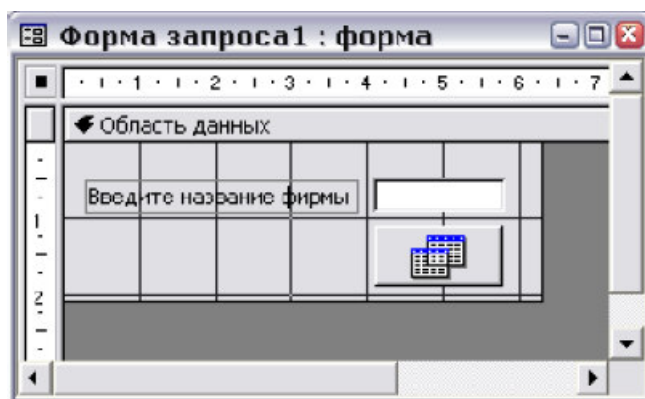 Форма запроса1 : форма
· ı · 1 · ı · 2 · ı · 3 · ı · 4 · ı · 5 · ı · 6 · ı · 7
Область данных
Введите название фирмы
1
2